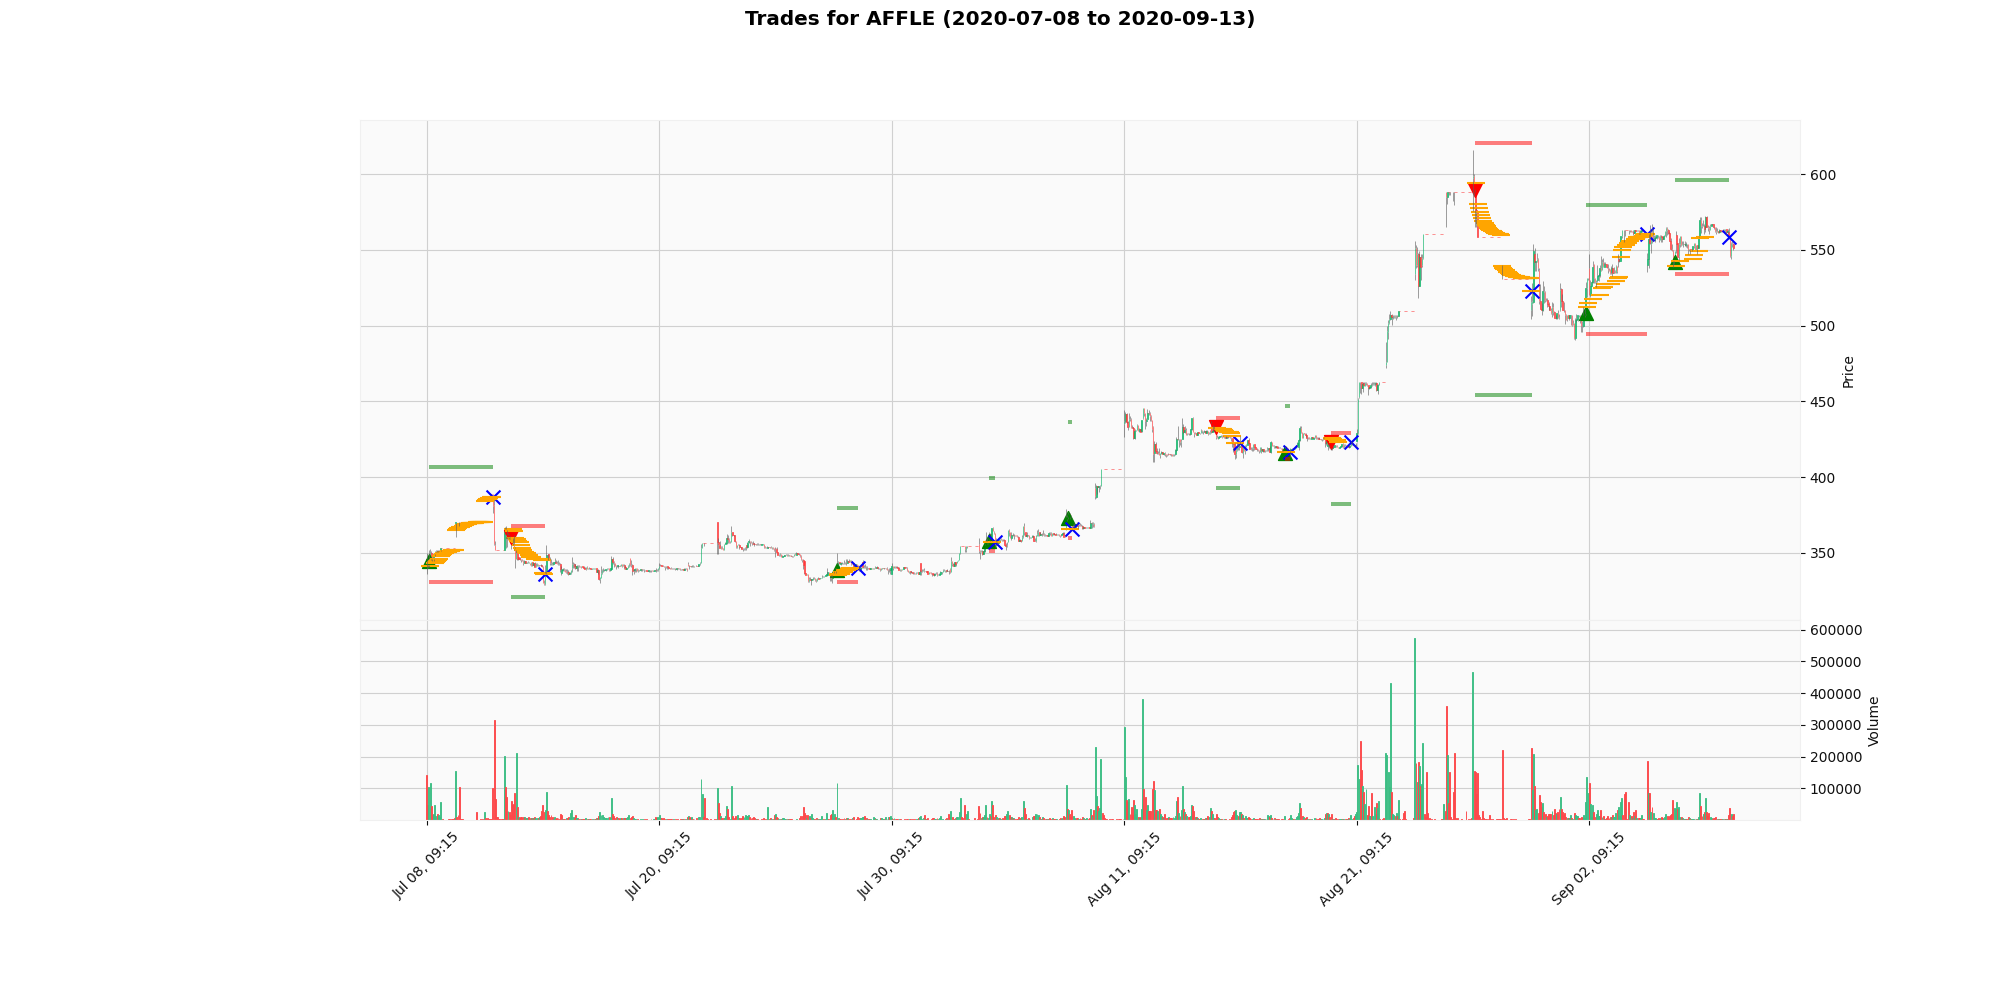 Trades for AFFLE (2020-07-08 to 2020-09-13)
600
550
500
450
400
350
Price
600000
500000
400000
300000
200000
100000
Volume
Jul 08, 09:15
Jul 20, 09:15
Jul 30, 09:15
Aug 11, 09:15
Aug 21, 09:15
Sep 02, 09:15